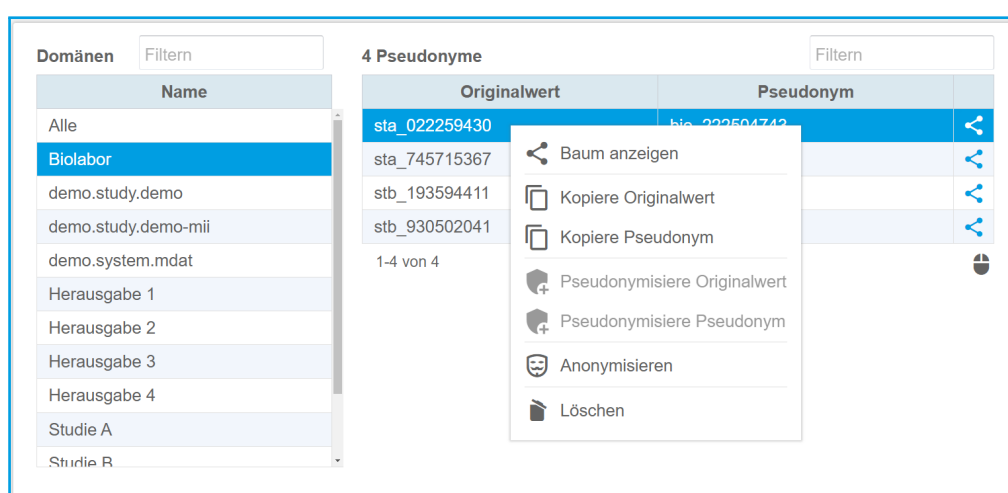 Domänen
Filtern
4 Pseudonyme
Filtern
Name
Alle
Biolabor
demo.study.demo
demo.study.demo-mii
demo.system.mdat
Herausgabe 1
Herausgabe 2
Herausgabe 3
Herausgabe 4
Studie A
Studie B
Originalwert Pseudonym
sta_022259430 bio_222504743
sta_745715367
stb_193594411
stb_930502041
1-4 von 4
Baum anzeigen
Kopiere Originalwert
Kopiere Pseudonym
Pseudonymisiere Originalwert
Pseudonymisiere Pseudonym
Anonymisieren
Löschen